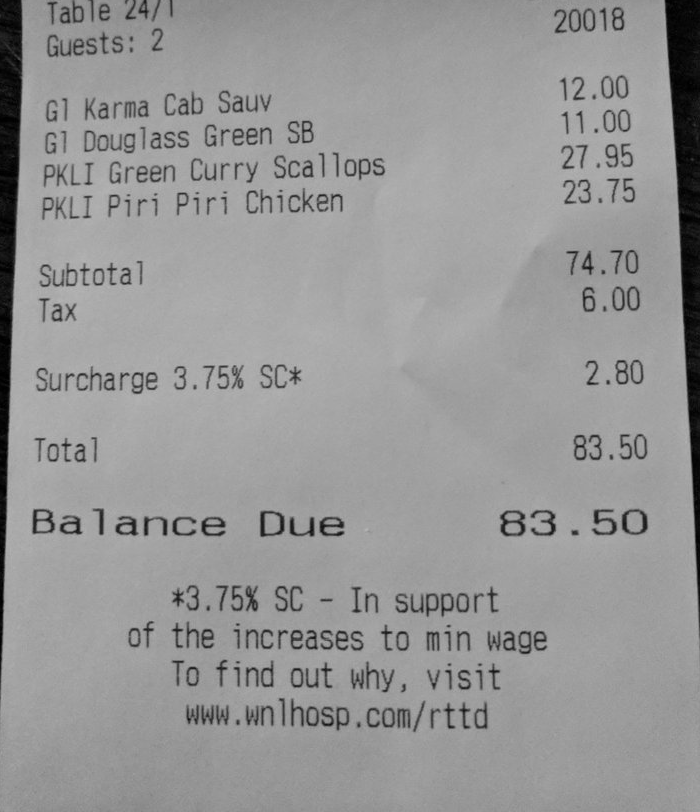 Table 24/1
20018
Guests: 2
Gl Karma Cab Sauv 12.00
Gl Douglass Green SB 11.00
PKLI Green Curry Scallops 27.95
PKLI Piri Piri Chicken 23.75
Subtotal 74.70
Tax 6.00
Surcharge 3.75% SC* 2.80
Total 83.50
Balance Due 83.50
*3.75% SC - In support
of the increases to min wage
To find out why, visit
www.wnlhosp.com/rttd